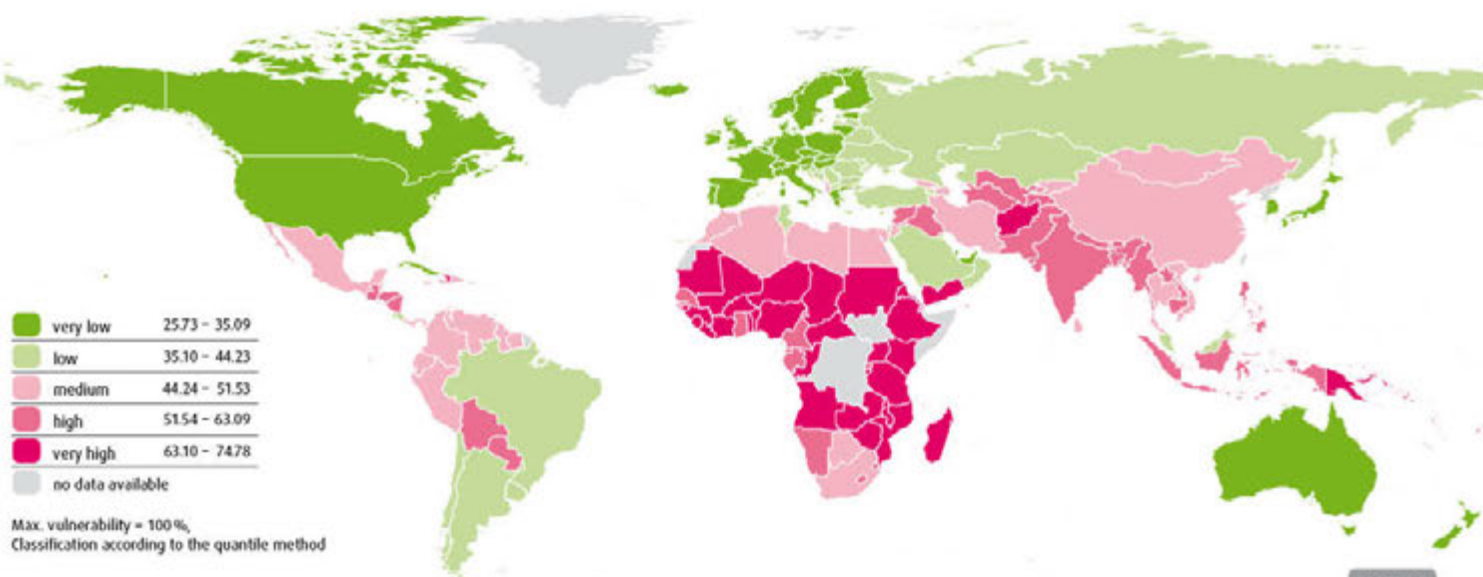 very low 25.73 – 35.09
low 35.10 – 44.23
medium 44.24 – 51.53
high 51.54 – 63.09
very high 63.10 – 74.78
no data available
Max. vulnerability = 100 %,
Classification according to the quantile method